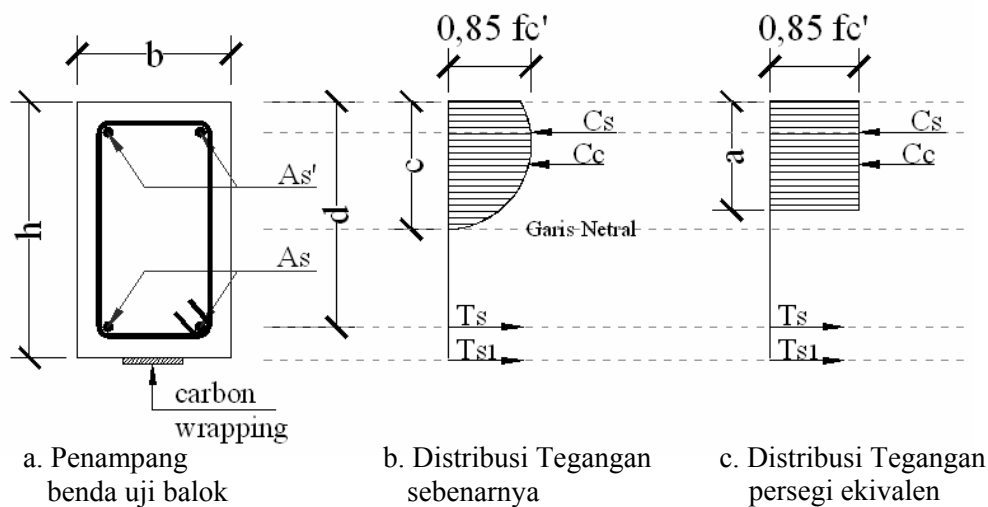 b
h
d
As'
As
carbon
wrapping
a. Penampang
benda uji balok
0,85 fc'
c
Cs
Cc
Garis Netral
Ts
Ts1
b. Distribusi Tegangan
sebenarnya
0,85 fc'
a
Cs
Cc
Ts
Ts1
c. Distribusi Tegangan
persegi ekivalen